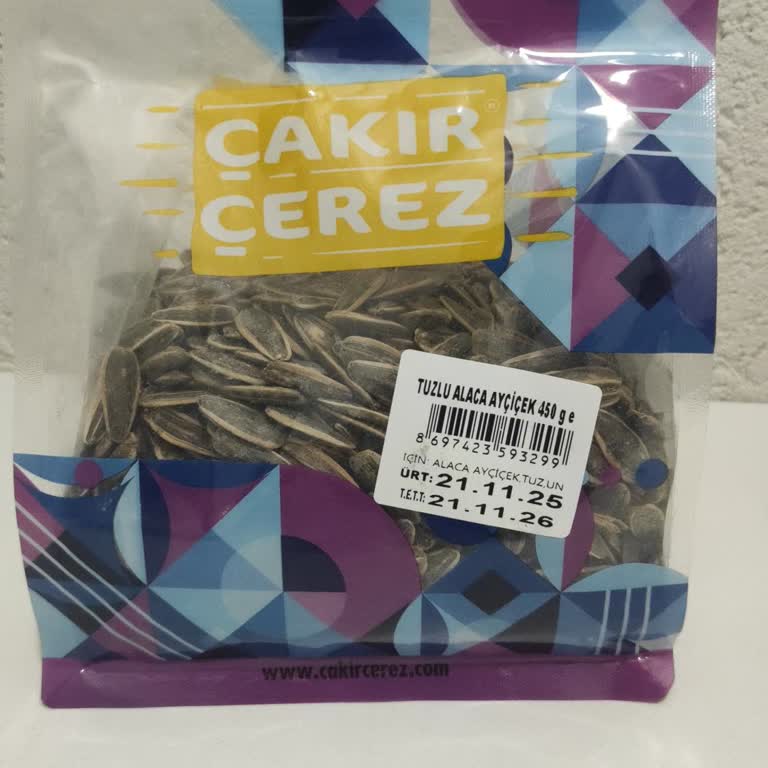 ÇAKIR
ÇEREZ
TUZLU ALACA AYÇİÇEK 450 g e
8 697423 593299
İÇİN: ALACA AYÇİÇEK,TUZ,UN
ÜRT: 21.11.25
T.E.T.T: 21.11.26
www.cakircerez.com